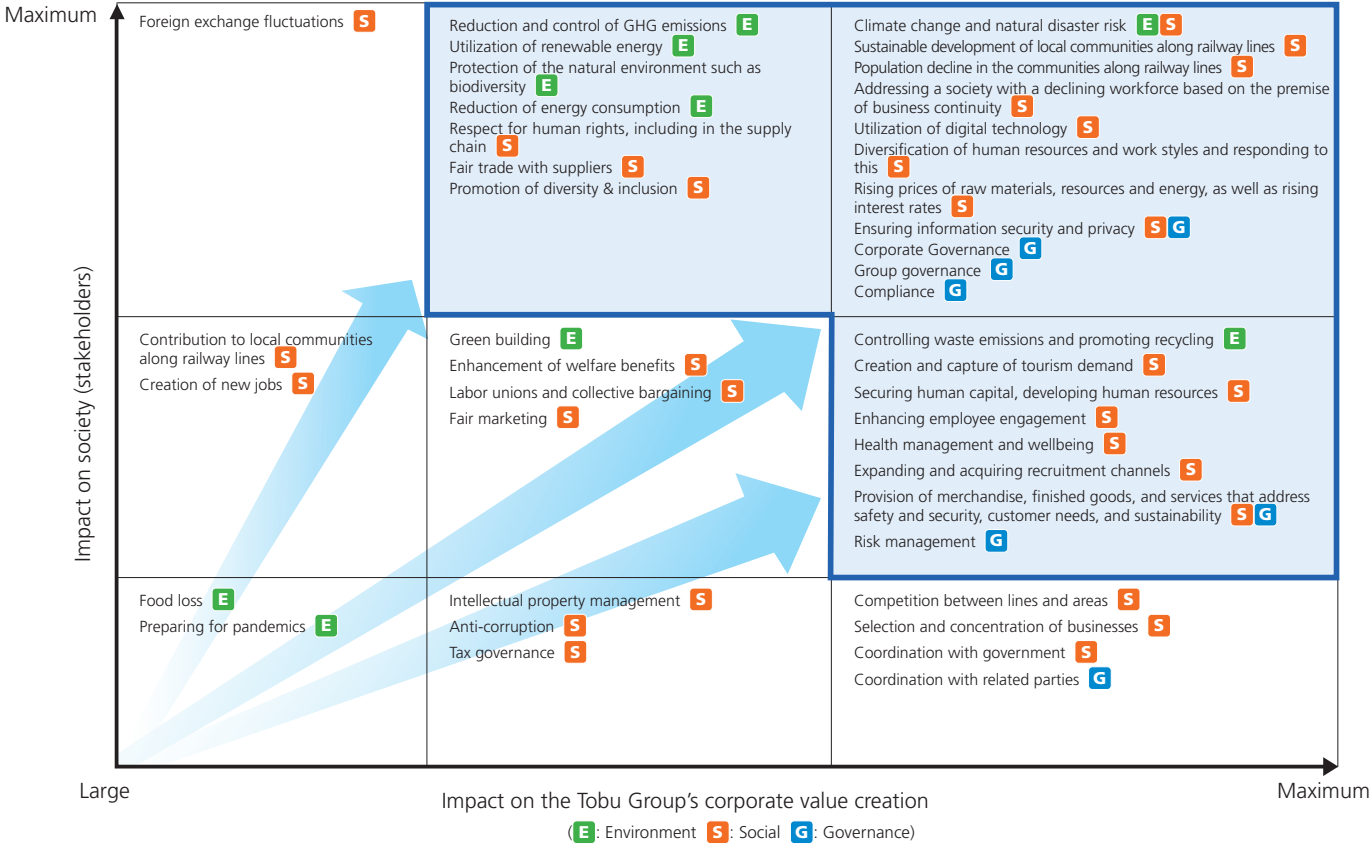 Maximum
Impact on society (stakeholders)
Foreign exchange fluctuations S
Reduction and control of GHG emissions E
Utilization of renewable energy E
Protection of the natural environment such as
biodiversity E
Reduction of energy consumption E
Respect for human rights, including in the supply
chain S
Fair trade with suppliers S
Promotion of diversity & inclusion S
Climate change and natural disaster risk E S
Sustainable development of local communities along railway lines S
Population decline in the communities along railway lines S
Addressing a society with a declining workforce based on the premise
of business continuity S
Utilization of digital technology S
Diversification of human resources and work styles and responding to
this S
Rising prices of raw materials, resources and energy, as well as rising
interest rates S
Ensuring information security and privacy S G
Corporate Governance G
Group governance G
Compliance G
Contribution to local communities
along railway lines S
Creation of new jobs S
Green building E
Enhancement of welfare benefits S
Labor unions and collective bargaining S
Fair marketing S
Controlling waste emissions and promoting recycling E
Creation and capture of tourism demand S
Securing human capital, developing human resources S
Enhancing employee engagement S
Health management and wellbeing S
Expanding and acquiring recruitment channels S
Provision of merchandise, finished goods, and services that address
safety and security, customer needs, and sustainability S G
Risk management G
Food loss E
Preparing for pandemics E
Intellectual property management S
Anti-corruption S
Tax governance S
Competition between lines and areas S
Selection and concentration of businesses S
Coordination with government S
Coordination with related parties G
Large
Maximum
Impact on the Tobu Group's corporate value creation
(E: Environment S: Social G: Governance)